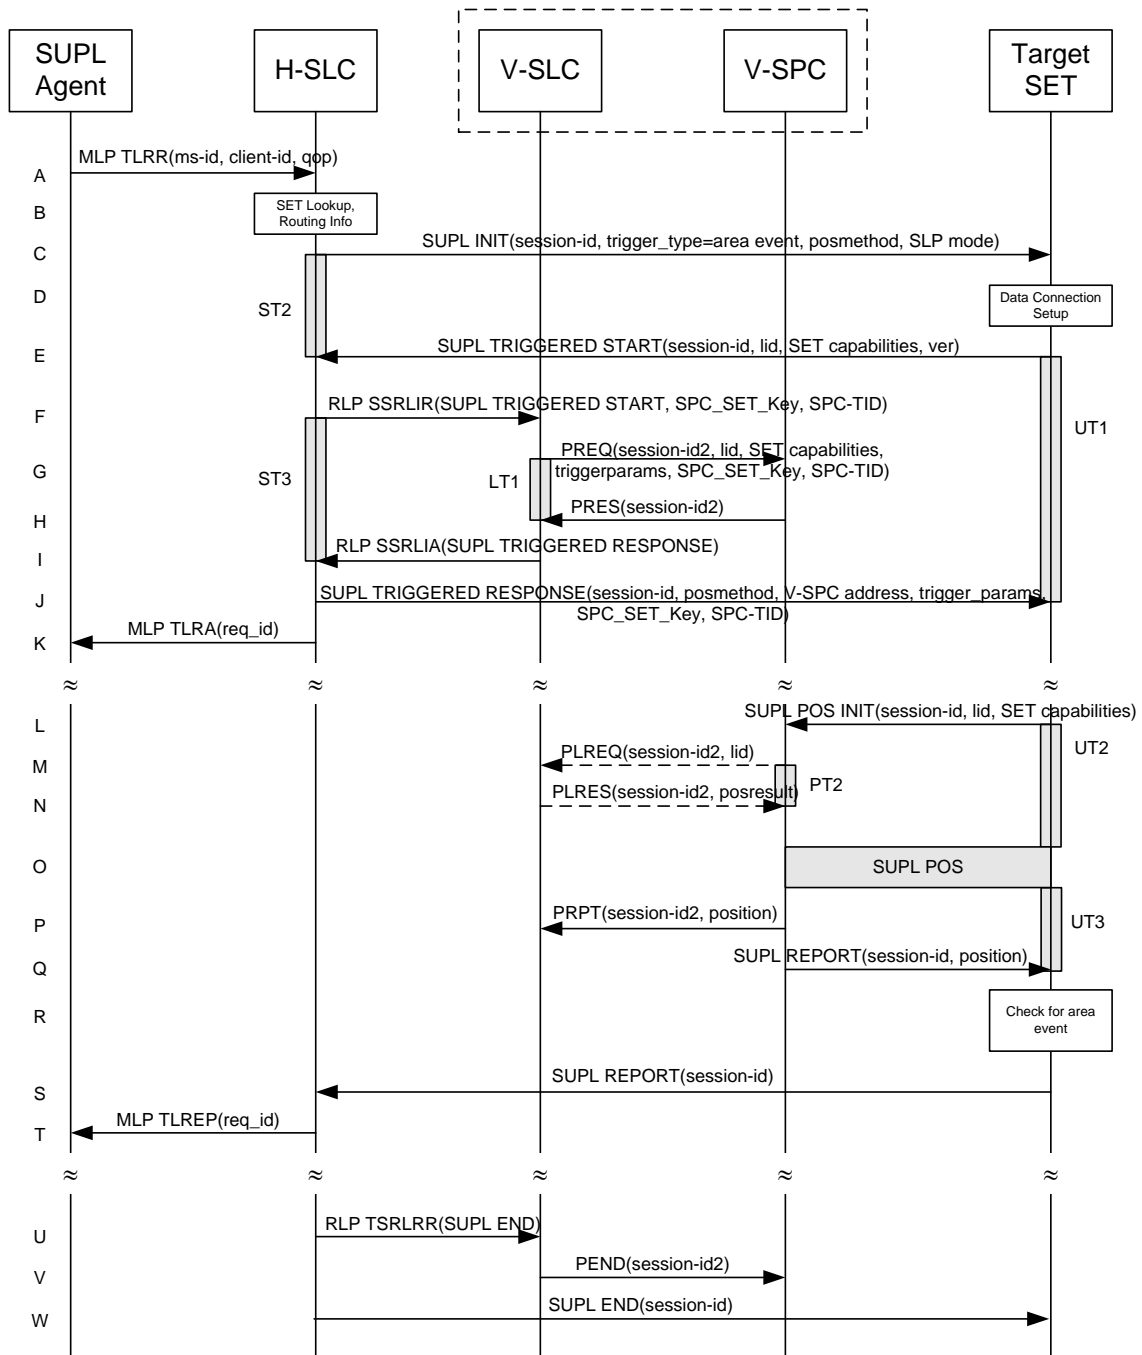 SUPL
Agent
H-SLC
V-SLC
V-SPC
Target
SET
A
MLP TLRR(ms-id, client-id, qop)
B
SET Lookup,
Routing Info
C
SUPL INIT(session-id, trigger_type=area event, posmethod, SLP mode)
D
ST2
Data Connection
Setup
E
SUPL TRIGGERED START(session-id, lid, SET capabilities, ver)
F
RLP SSRLIR(SUPL TRIGGERED START, SPC_SET_Key, SPC-TID)
UT1
G
ST3
LT1
PREQ(session-id2, lid, SET capabilities,
triggerparams, SPC_SET_Key, SPC-TID)
H
PRES(session-id2)
I
RLP SSRLIA(SUPL TRIGGERED RESPONSE)
J
SUPL TRIGGERED RESPONSE(session-id, posmethod, V-SPC address, trigger_params,
SPC_SET_Key, SPC-TID)
K
MLP TLRA(req_id)
≈ ≈ ≈ ≈ ≈
L
SUPL POS INIT(session-id, lid, SET capabilities)
UT2
M
PLREQ(session-id2, lid)
PT2
N
PLRES(session-id2, posresult)
O
SUPL POS
P
PRPT(session-id2, position)
UT3
Q
SUPL REPORT(session-id, position)
R
Check for area
event
S
SUPL REPORT(session-id)
T
MLP TLREP(req_id)
≈ ≈ ≈ ≈ ≈
U
RLP TSRLRR(SUPL END)
V
PEND(session-id2)
W
SUPL END(session-id)